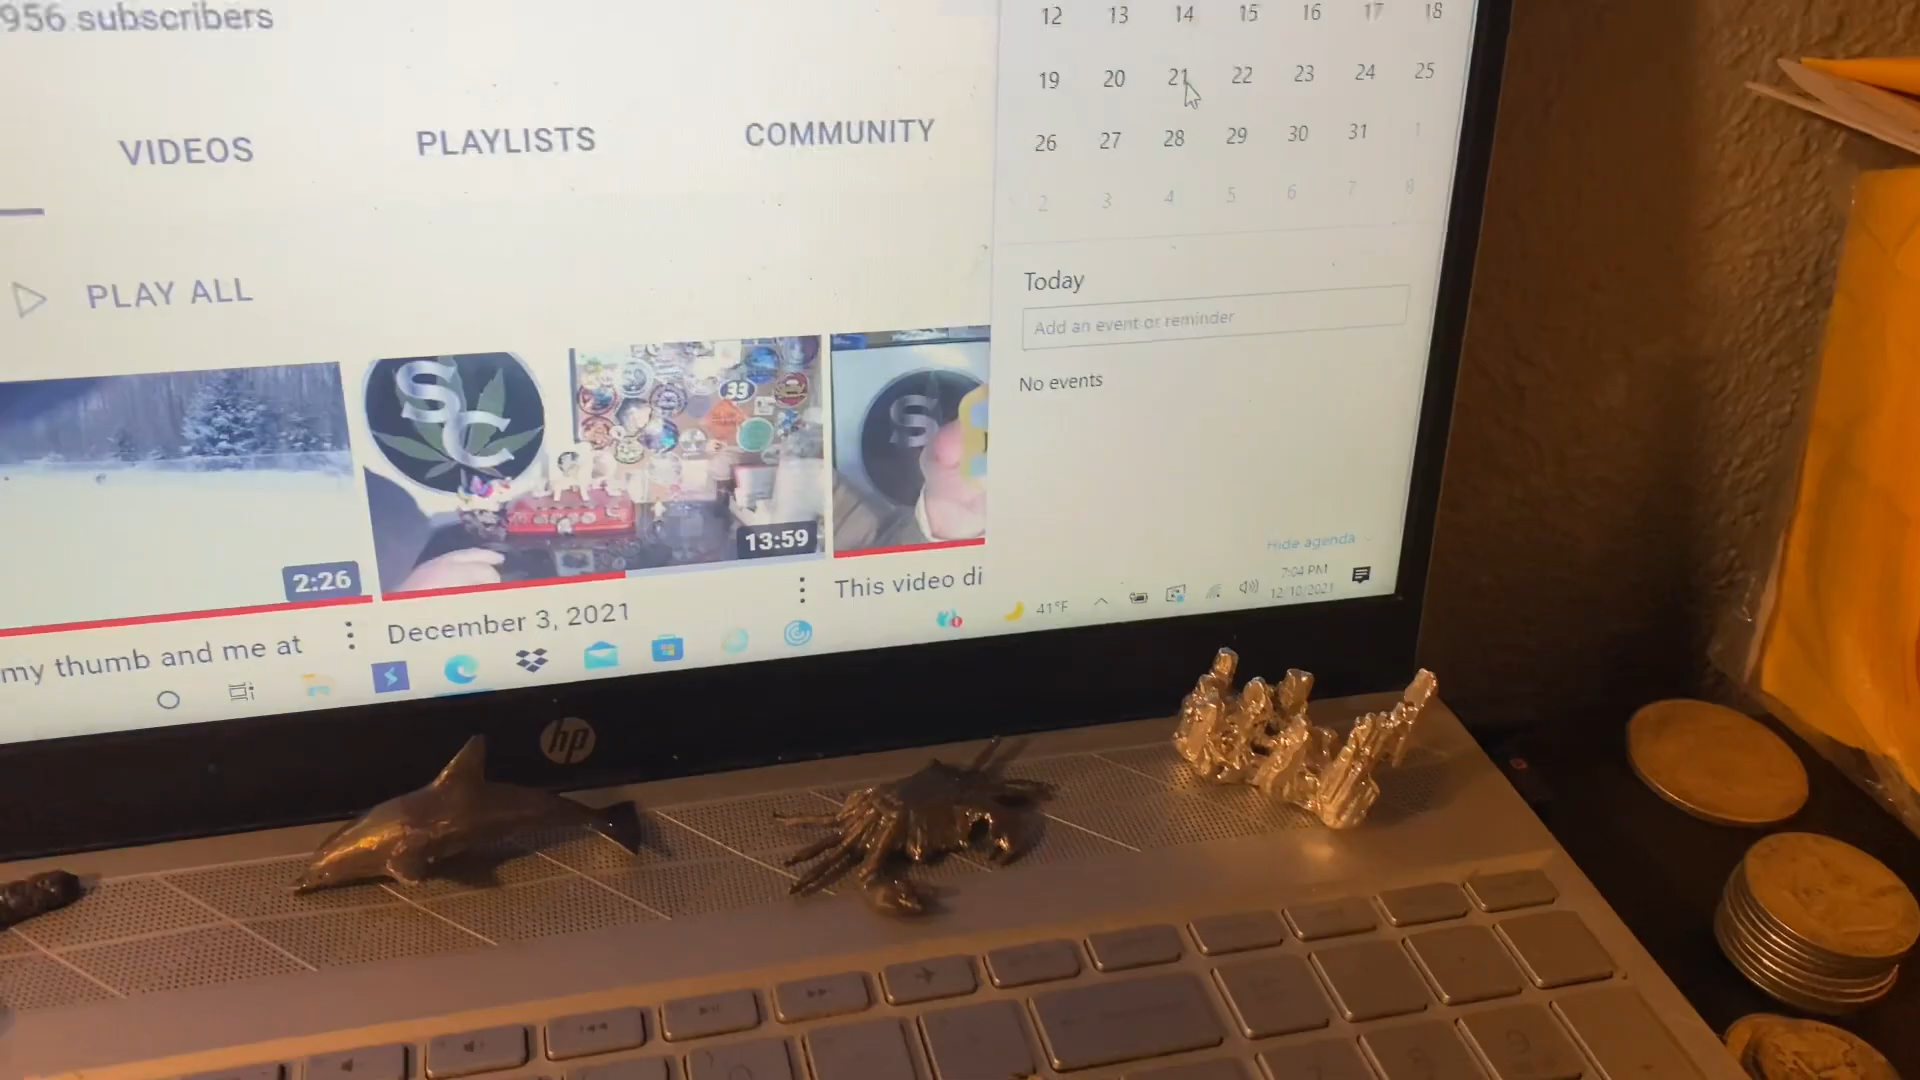 956 subscribers
VIDEOS PLAYLISTS COMMUNITY
PLAY ALL
2:26
SC
33
13:59
S
my thumb and me at
December 3, 2021
This video di
12 13 14 15 16 17 18
19 20 21 22 23 24 25
26 27 28 29 30 31 1
2 3 4 5 6 7 8
Today
Add an event or reminder
No events
Hide agenda
41°F
7:04 PM
12/10/2021
hp